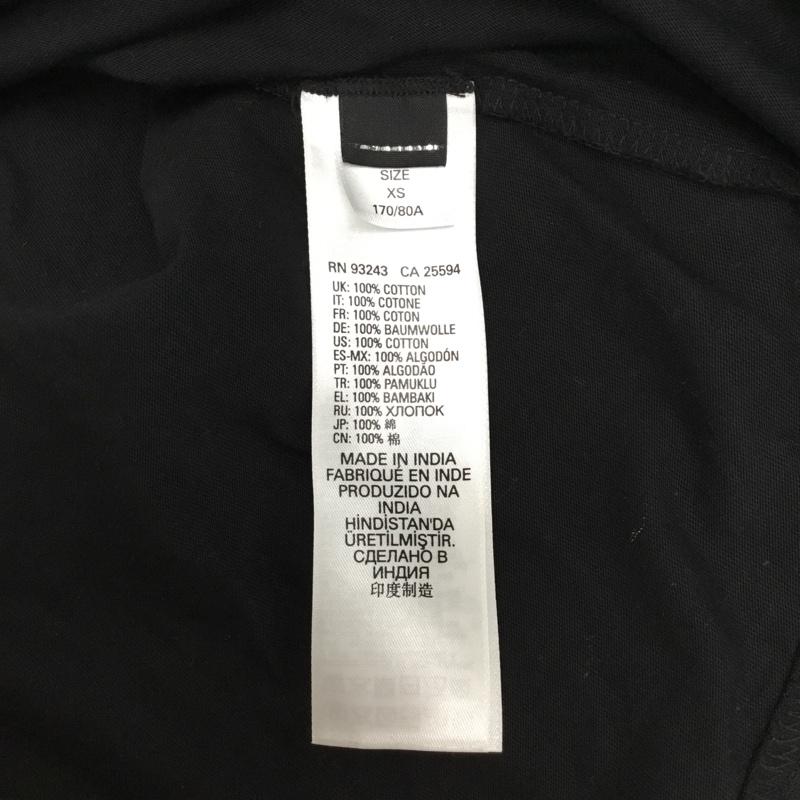 SIZE
XS
170/80A
RN 93243 CA 25594
UK: 100% COTTON
IT: 100% COTONE
FR: 100% COTON
DE: 100% BAUMWOLLE
US: 100% COTTON
ES-MX: 100% ALGODÓN
PT: 100% ALGODÃO
TR: 100% PAMUKLU
EL: 100% BAMBAKI
RU: 100% ХЛОПОК
JP: 100% 綿
CN: 100% 棉
MADE IN INDIA
FABRIQUÉ EN INDE
PRODUZIDO NA
INDIA
HİNDİSTAN'DA
ÜRETİLMİŞTİR.
СДЕЛАНО В
ИНДИЯ
印度制造